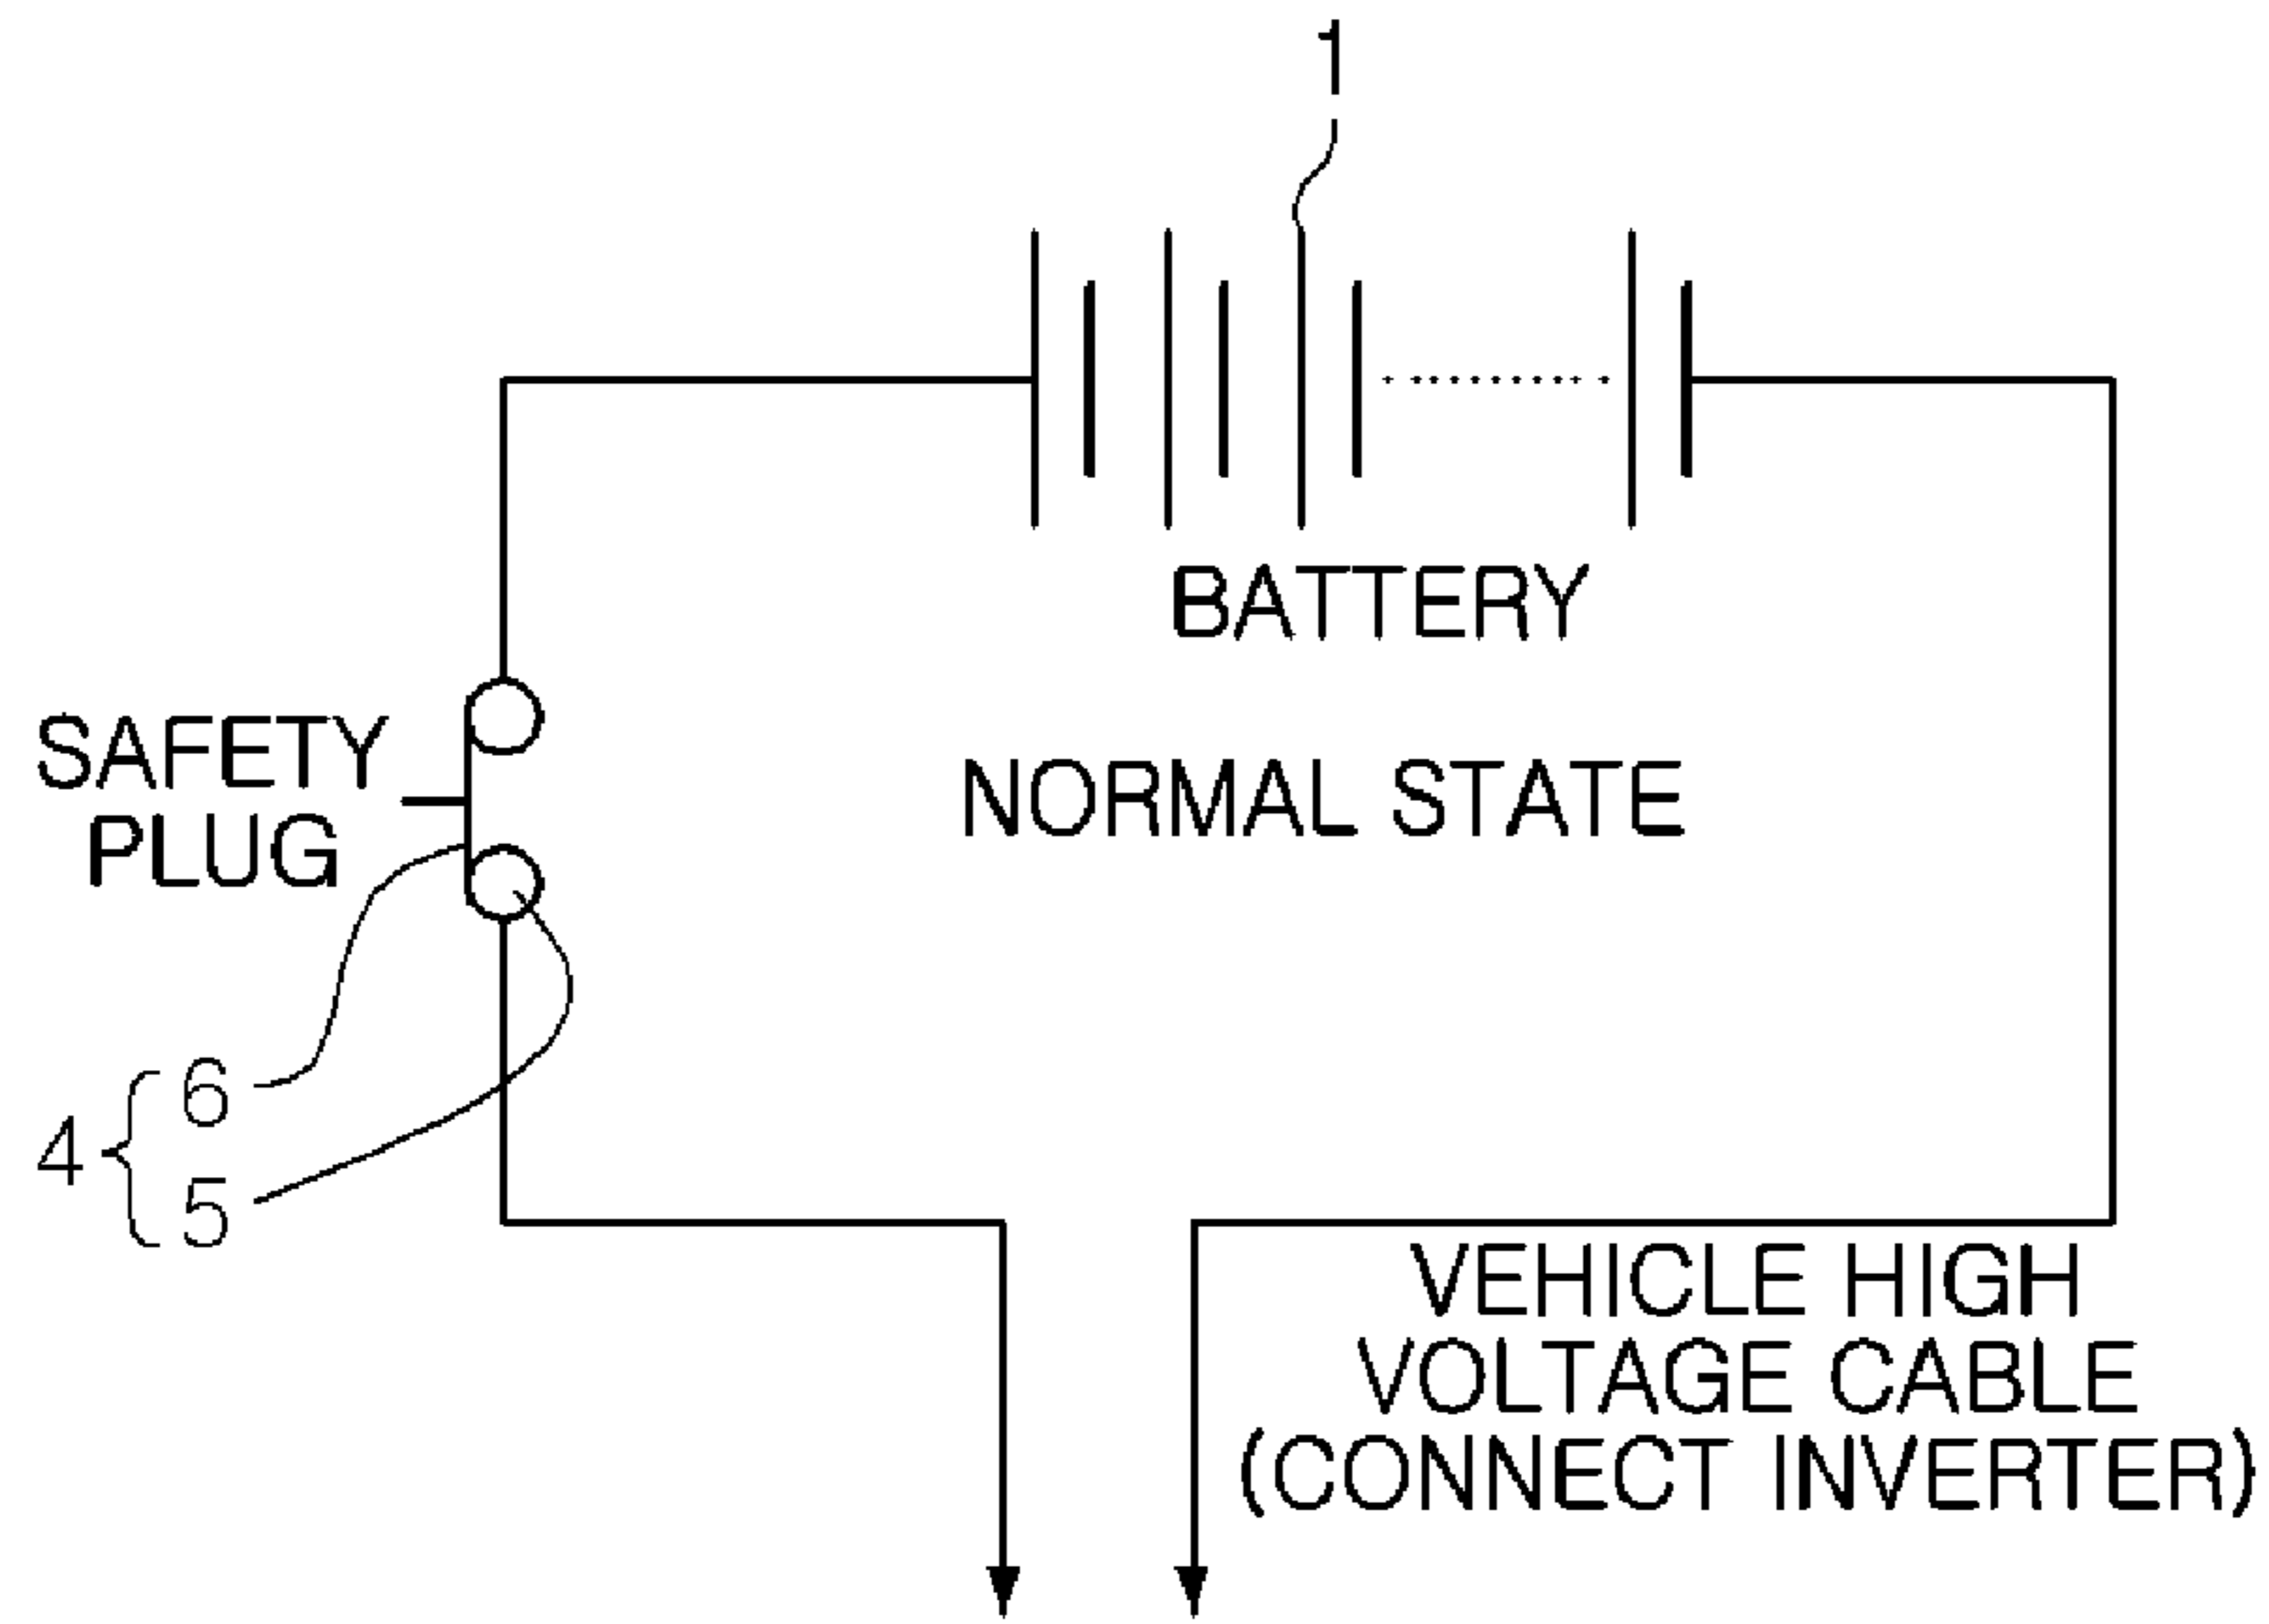 1
BATTERY
SAFETY
PLUG
NORMAL STATE
6
4
5
VEHICLE HIGH
VOLTAGE CABLE
(CONNECT INVERTER)